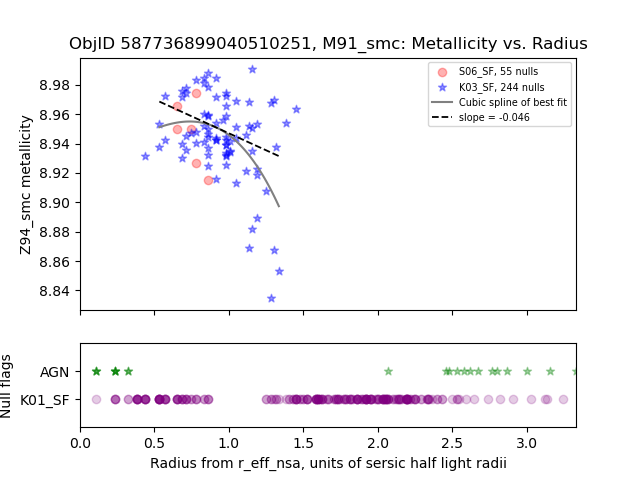 ObjID 587736899040510251, M91_smc: Metallicity vs. Radius
S06_SF, 55 nulls
K03_SF, 244 nulls
Cubic spline of best fit
slope = -0.046
Z94_smc metallicity
8.98
8.96
8.94
8.92
8.90
8.88
8.86
8.84
Null flags
AGN
K01_SF
0.0 0.5 1.0 1.5 2.0 2.5 3.0
Radius from r_eff_nsa, units of sersic half light radii